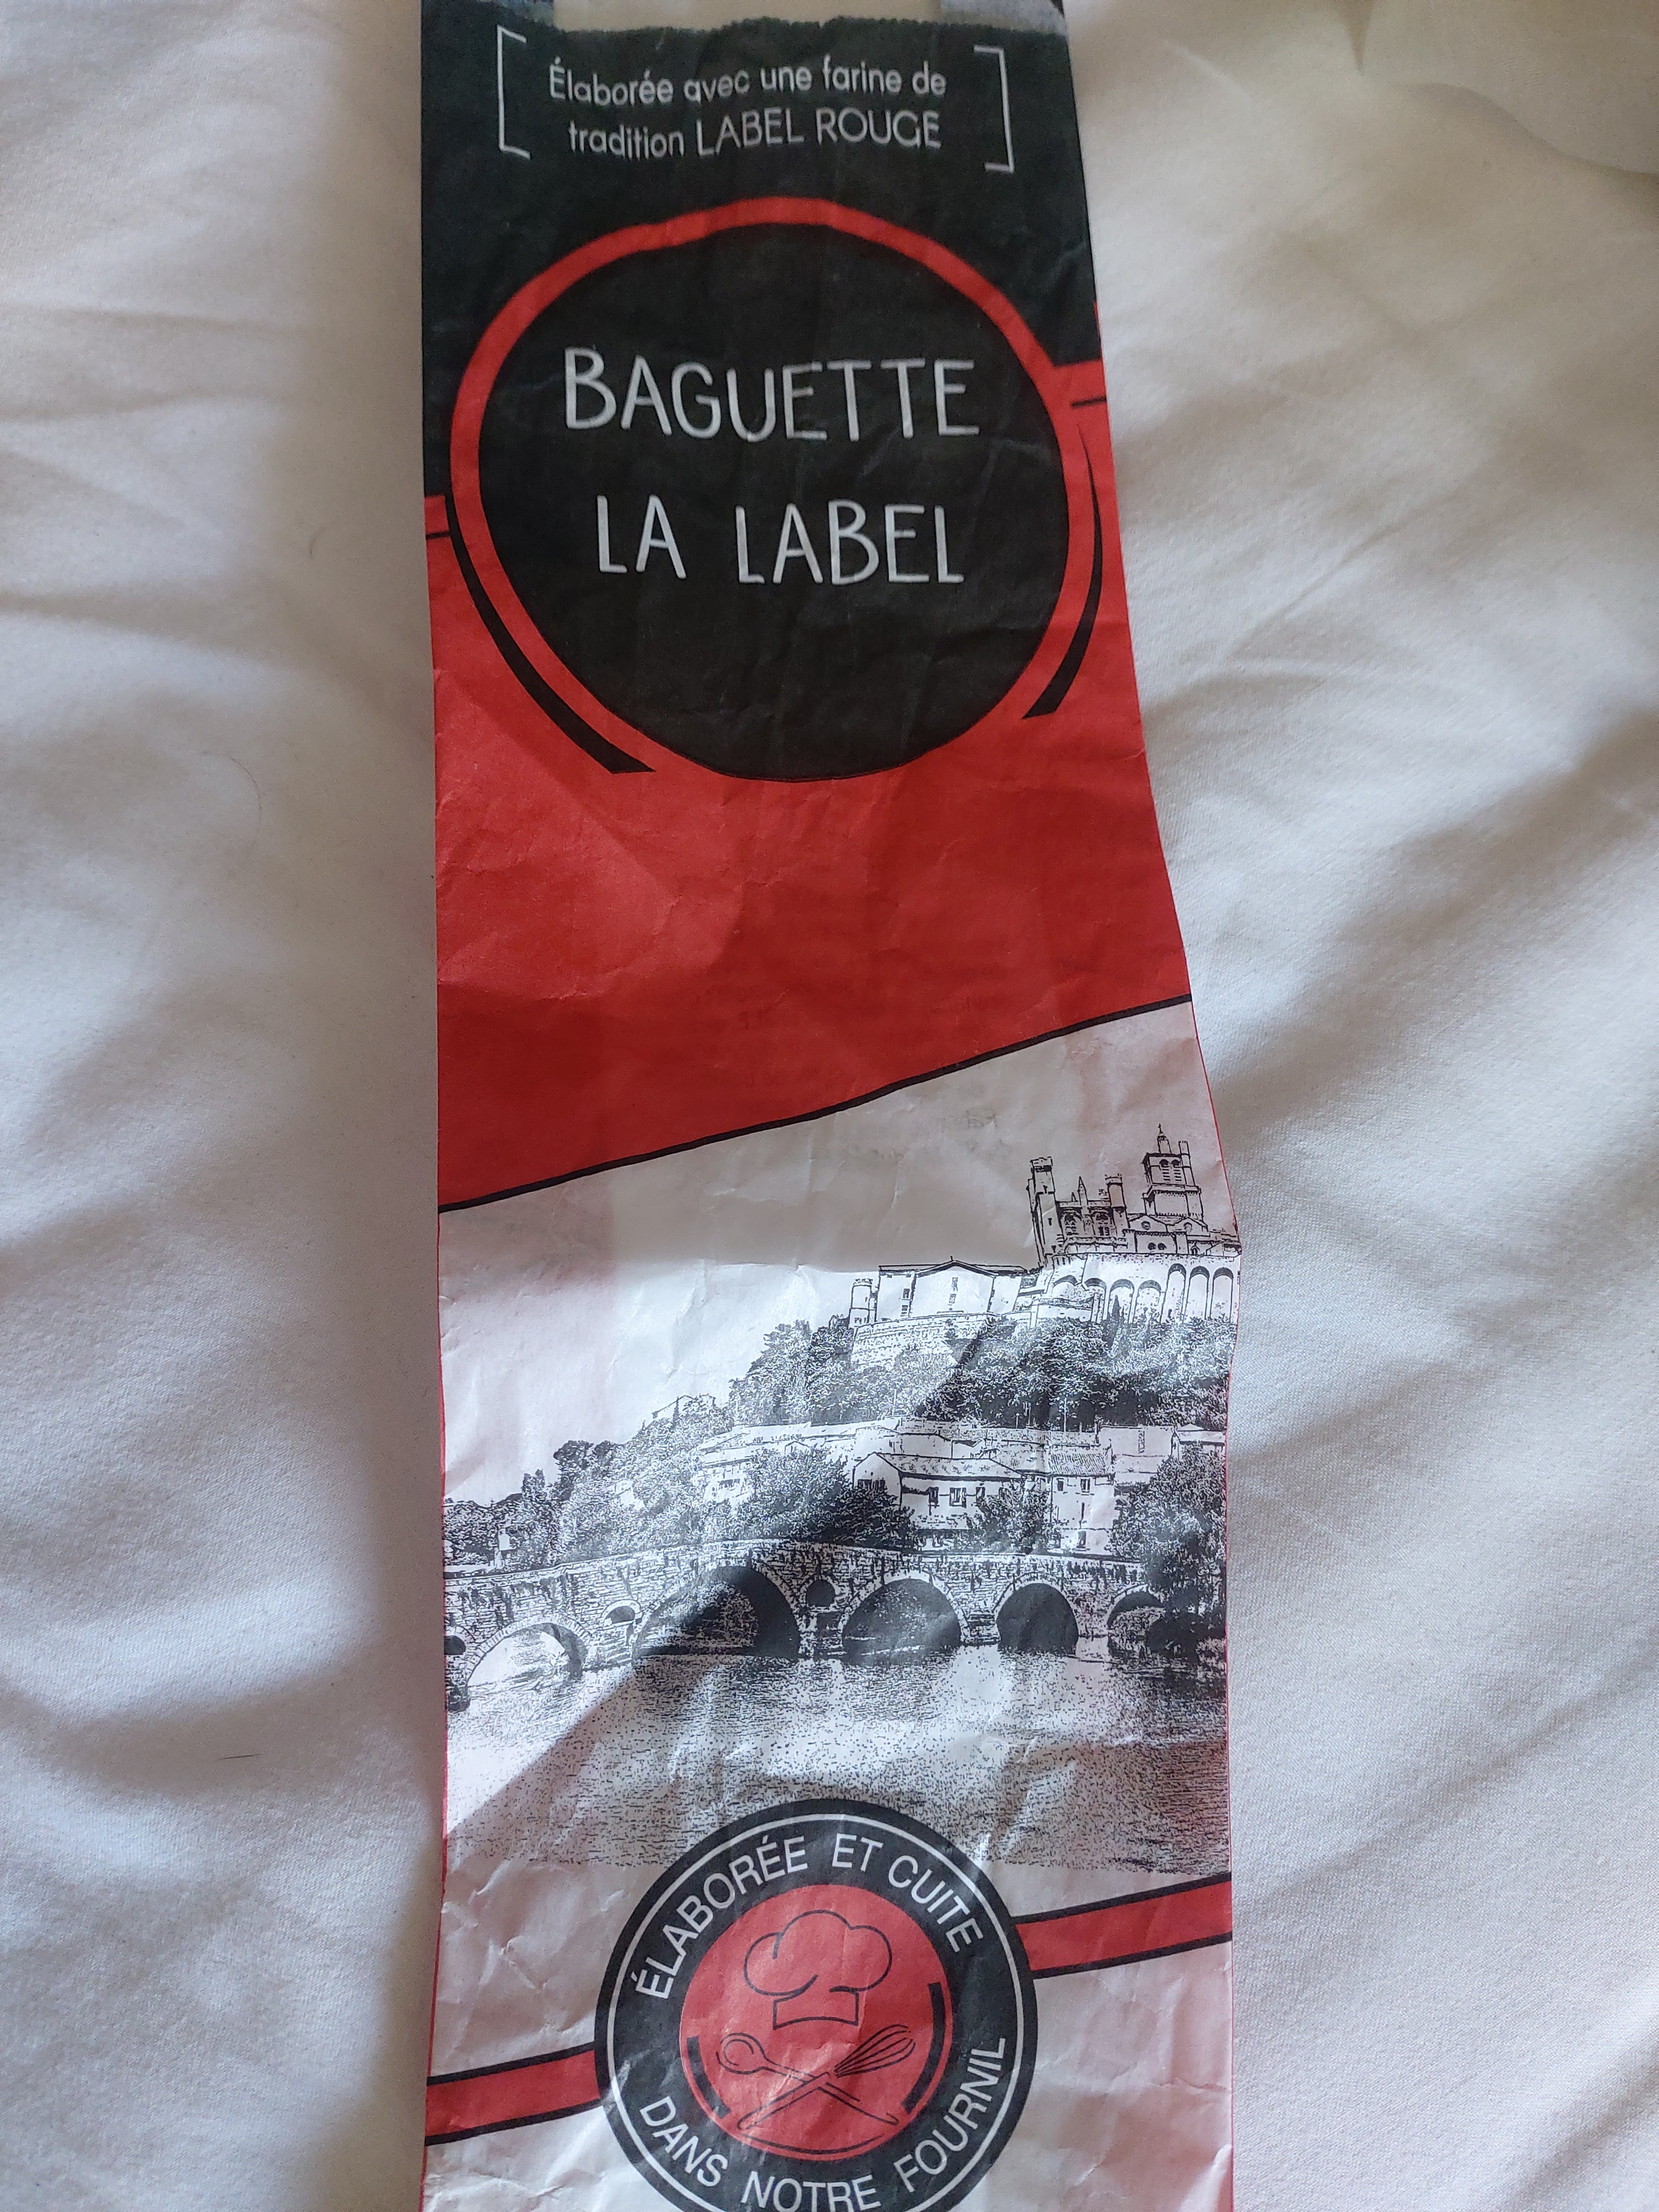 Élaborée avec une farine de
tradition LABEL ROUGE
BAGUETTE
LA LABEL
ÉLABORÉE ET CUITE
DANS NOTRE FOURNIL